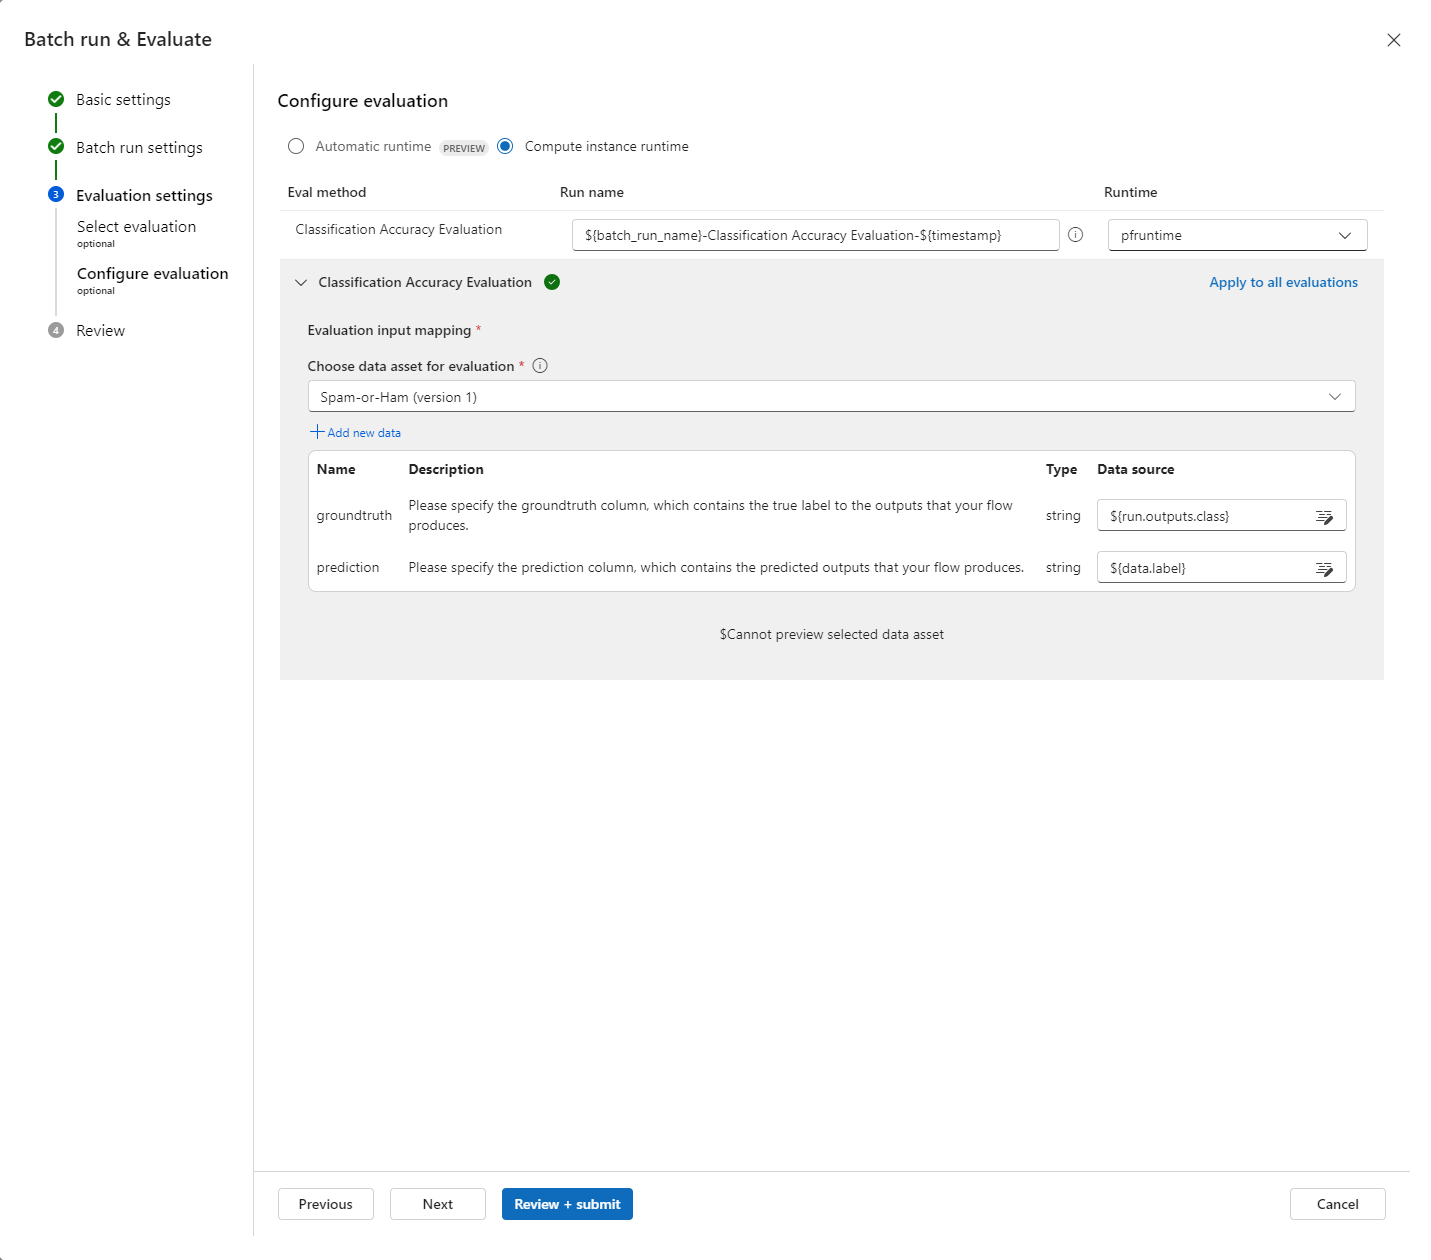 Batch run & Evaluate
Basic settings
Batch run settings
3 Evaluation settings
Select evaluation
optional
Configure evaluation
optional
4 Review
Configure evaluation
Automatic runtime PREVIEW Compute instance runtime
Eval method Run name Runtime
Classification Accuracy Evaluation ${batch_run_name}-Classification Accuracy Evaluation-${timestamp} pfruntime
Classification Accuracy Evaluation Apply to all evaluations
Evaluation input mapping *
Choose data asset for evaluation *
Spam-or-Ham (version 1)
Add new data
Name Description Type Data source
groundtruth Please specify the groundtruth column, which contains the true label to the outputs that your flow string ${run.outputs.class}
produces.
prediction Please specify the prediction column, which contains the predicted outputs that your flow produces. string ${data.label}
$Cannot preview selected data asset
Previous Next Review + submit Cancel